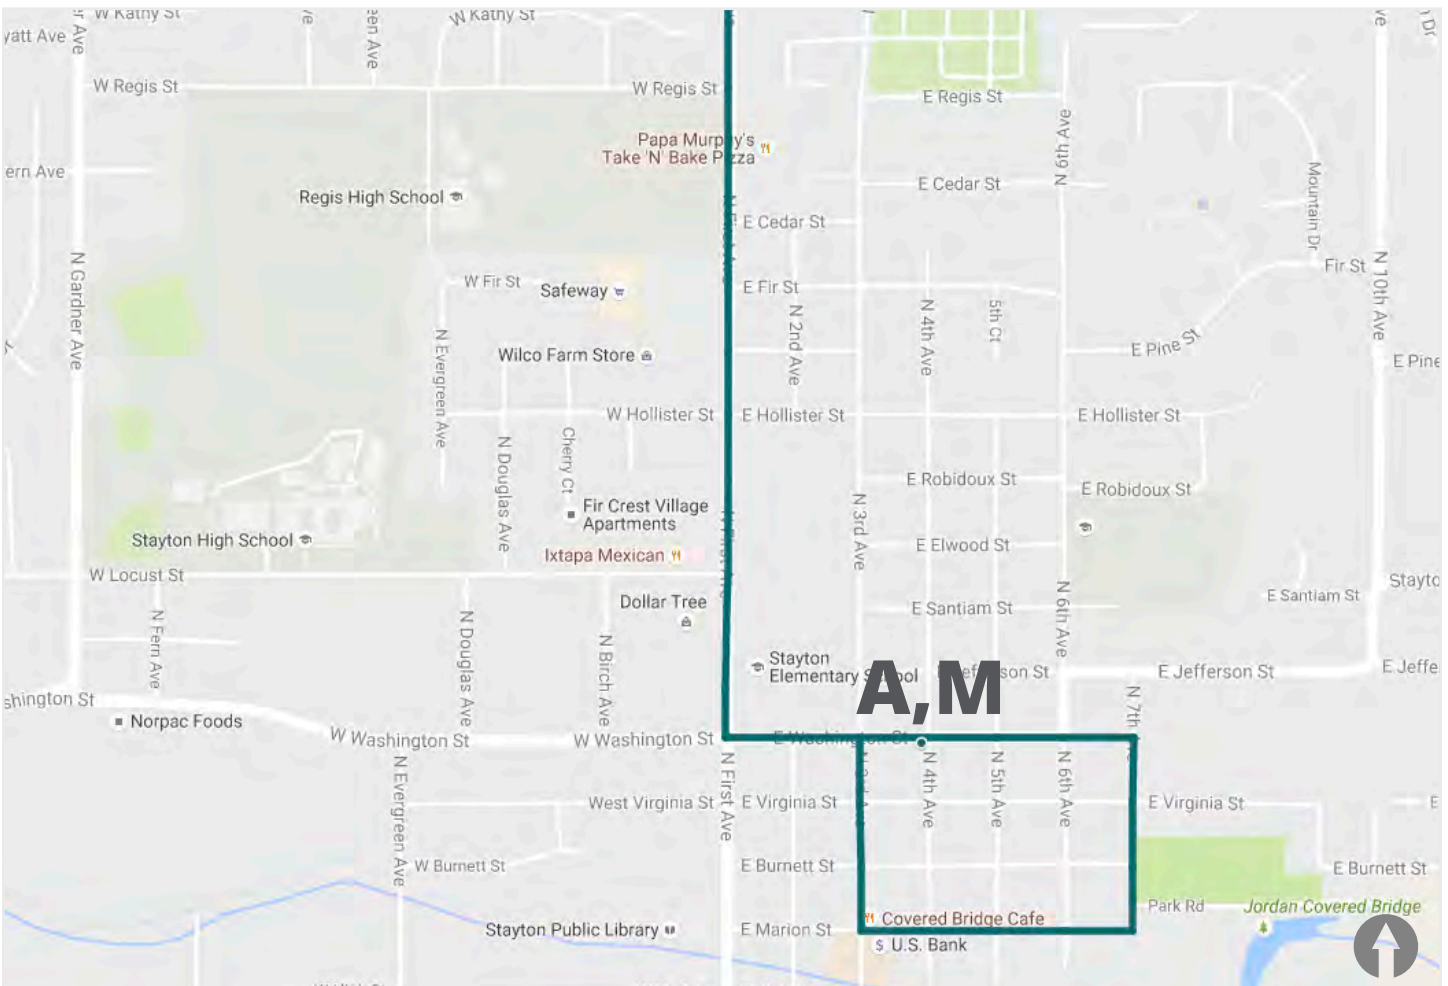 W Kathy St
W Kathy St
yatt Ave
W Regis St
W Regis St
E Regis St
Papa Murphy's
Take 'N' Bake Pizza
ern Ave
Regis High School
E Cedar St
E Cedar St
N 6th Ave
Mountain Dr
N Gardner Ave
W Fir St
Safeway
E Fir St
Fir St
N 10th Ave
N Evergreen Ave
Wilco Farm Store
N 2nd Ave
N 4th Ave
5th Ct
E Pine St
E Pine
W Hollister St
E Hollister St
E Hollister St
N Douglas Ave
Cherry Ct
E Robidoux St
E Robidoux St
Fir Crest Village
Apartments
N 3rd Ave
Stayton High School
Ixtapa Mexican
E Elwood St
W Locust St
Stayto
E Santiam St
E Santiam St
Dollar Tree
N Fern Ave
N Douglas Ave
N Birch Ave
N 6th Ave
Stayton
Elementary School
A,M
E Jefferson St
E Jeffe
N 7th
shington St
Norpac Foods
W Washington St
W Washington St
E Washington St
N Evergreen Ave
N First Ave
N 4th Ave
N 5th Ave
N 6th Ave
West Virginia St
E Virginia St
E Virginia St
W Burnett St
E Burnett St
E Burnett St
Park Rd
Jordan Covered Bridge
Covered Bridge Cafe
Stayton Public Library
E Marion St
$ U.S. Bank